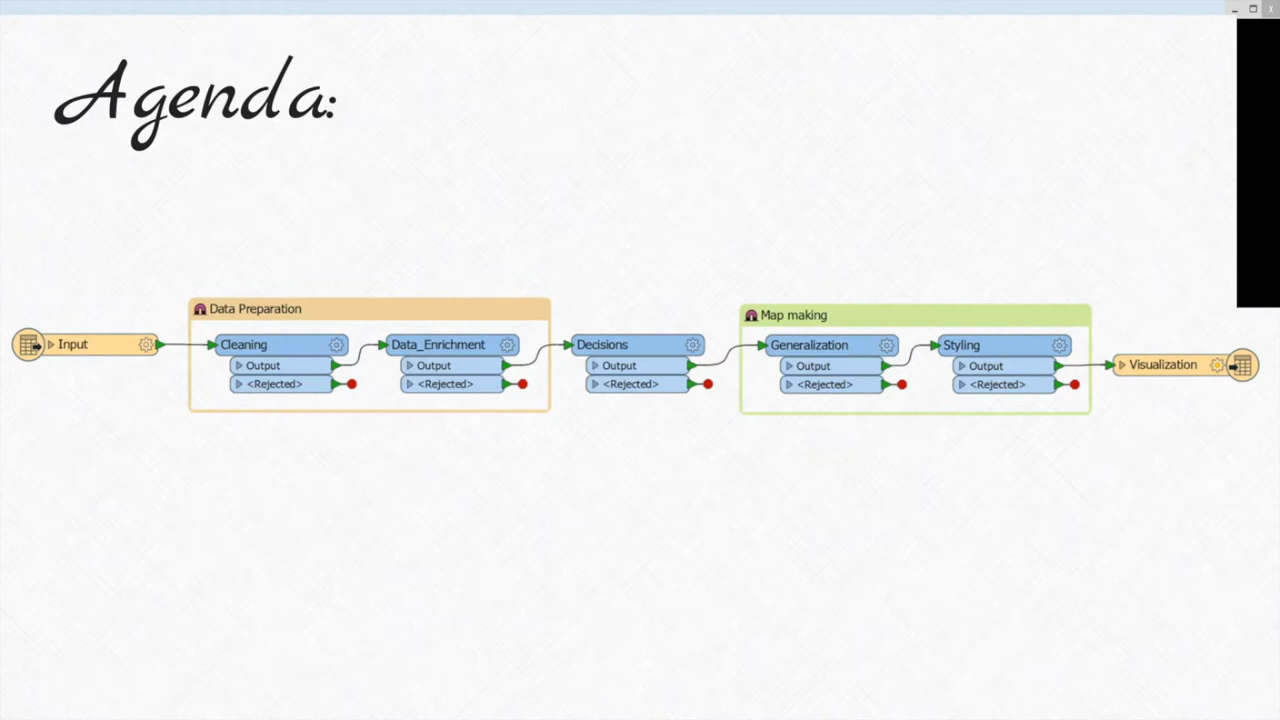 Agenda:
Data Preparation
Map making
Input
Cleaning
Output
<Rejected>
Data_Enrichment
Output
<Rejected>
Decisions
Output
<Rejected>
Generalization
Output
<Rejected>
Styling
Output
<Rejected>
Visualization